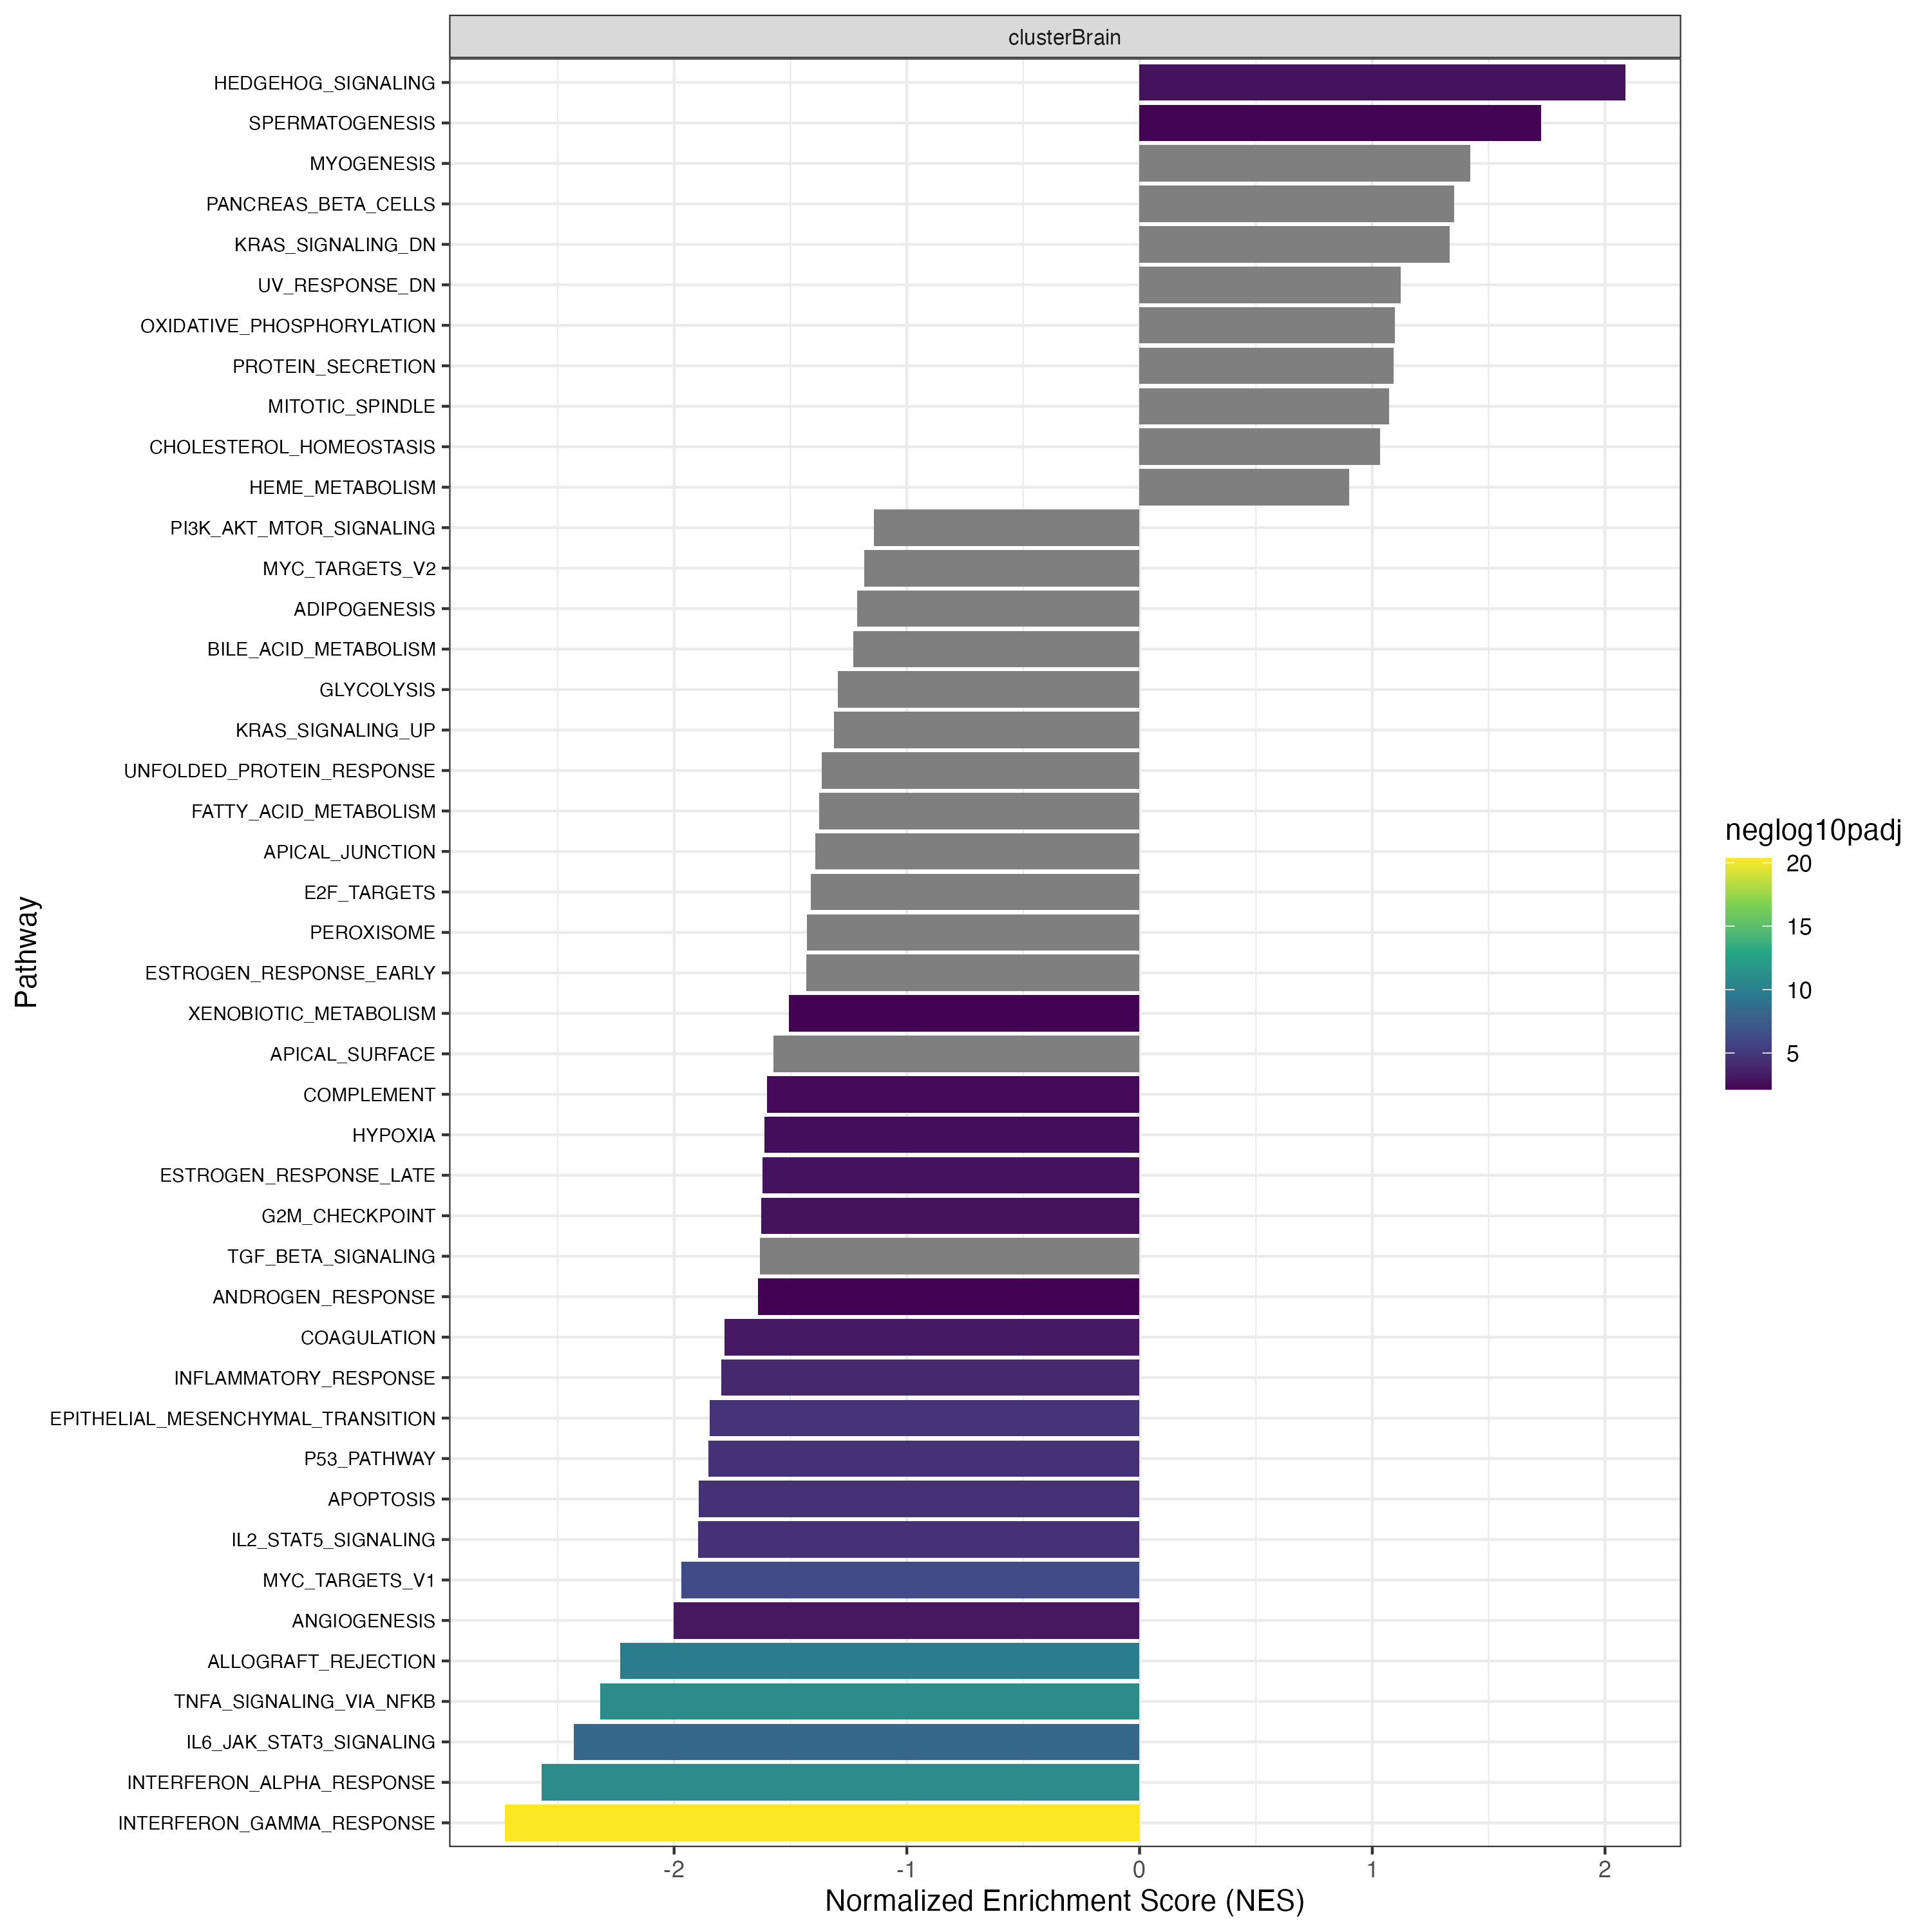 clusterBrain
HEDGEHOG_SIGNALING
SPERMATOGENESIS
MYOGENESIS
PANCREAS_BETA_CELLS
KRAS_SIGNALING_DN
UV_RESPONSE_DN
OXIDATIVE_PHOSPHORYLATION
PROTEIN_SECRETION
MITOTIC_SPINDLE
CHOLESTEROL_HOMEOSTASIS
HEME_METABOLISM
PI3K_AKT_MTOR_SIGNALING
MYC_TARGETS_V2
ADIPOGENESIS
BILE_ACID_METABOLISM
GLYCOLYSIS
KRAS_SIGNALING_UP
UNFOLDED_PROTEIN_RESPONSE
FATTY_ACID_METABOLISM
APICAL_JUNCTION
E2F_TARGETS
PEROXISOME
ESTROGEN_RESPONSE_EARLY
XENOBIOTIC_METABOLISM
APICAL_SURFACE
COMPLEMENT
HYPOXIA
ESTROGEN_RESPONSE_LATE
G2M_CHECKPOINT
TGF_BETA_SIGNALING
ANDROGEN_RESPONSE
COAGULATION
INFLAMMATORY_RESPONSE
EPITHELIAL_MESENCHYMAL_TRANSITION
P53_PATHWAY
APOPTOSIS
IL2_STAT5_SIGNALING
MYC_TARGETS_V1
ANGIOGENESIS
ALLOGRAFT_REJECTION
TNFA_SIGNALING_VIA_NFKB
IL6_JAK_STAT3_SIGNALING
INTERFERON_ALPHA_RESPONSE
INTERFERON_GAMMA_RESPONSE
Pathway
-2 -1 0 1 2
Normalized Enrichment Score (NES)
neglog10padj
20
15
10
5